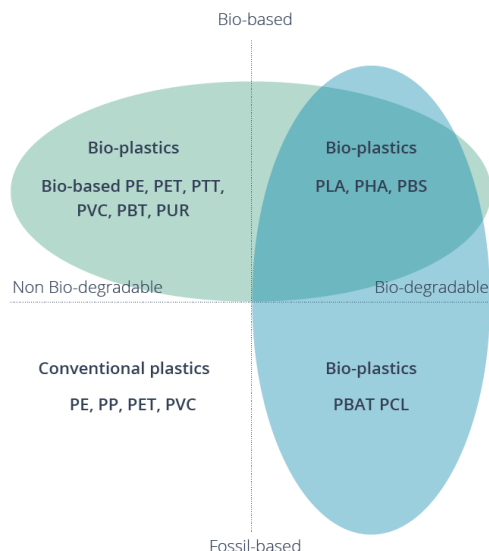 Bio-based
Bio-plastics
Bio-based PE, PET, PTT,
PVC, PBT, PUR
Bio-plastics
PLA, PHA, PBS
Non Bio-degradable
Bio-degradable
Conventional plastics
PE, PP, PET, PVC
Bio-plastics
PBAT PCL
Fossil-based